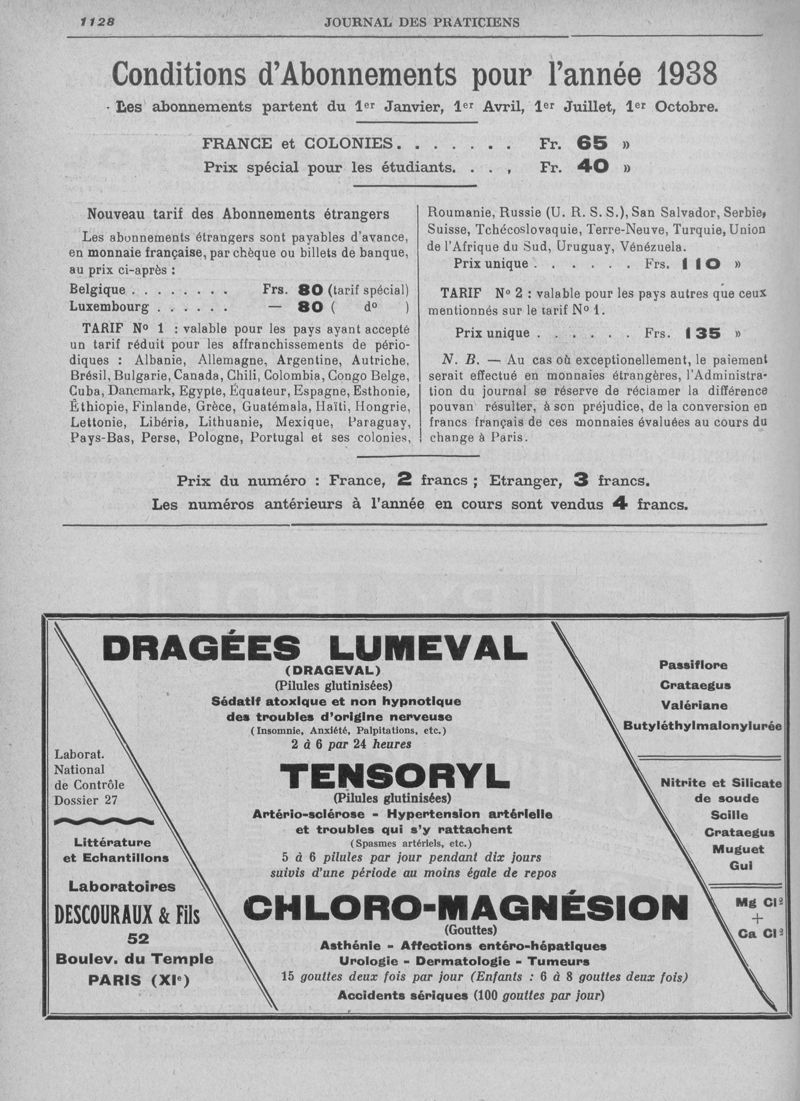 1128
JOURNAL DES PRATICIENS
Conditions d'Abonnements pour l'année 1938
Les abonnements partent du 1er Janvier, 1er Avril, 1er Juillet, 1er Octobre.
FRANCE et COLONIES. . . . . . . Fr. 65 »
Prix spécial pour les étudiants. . . , Fr. 40 »
Nouveau tarif des Abonnements étrangers
Les abonnements étrangers sont payables d'avance,
en monnaie française, par chèque ou billets de banque,
au prix ci-après :
Belgique . . . . . . . . Frs. 80 (tarif spécial)
Luxembourg . . . . . . — 80 ( do )
TARIF No 1 : valable pour les pays ayant accepté
un tarif réduit pour les affranchissements de pério-
diques : Albanie, Allemagne, Argentine, Autriche,
Brésil, Bulgarie, Canada, Chili, Colombia, Congo Belge,
Cuba, Danemark, Egypte, Équateur, Espagne, Esthonie,
Éthiopie, Finlande, Grèce, Guatémala, Haïti, Hongrie,
Lettonie, Libéria, Lithuanie, Mexique, Paraguay,
Pays-Bas, Perse, Pologne, Portugal et ses colonies,
Roumanie, Russie (U. R. S. S.), San Salvador, Serbie,
Suisse, Tchécoslovaquie, Terre-Neuve, Turquie, Union
de l'Afrique du Sud, Uruguay, Vénézuela.
Prix unique . . . . . . Frs. 110 »
TARIF No 2 : valable pour les pays autres que ceux
mentionnés sur le tarif No 1.
Prix unique . . . . . . Frs. 135 »
N. B. — Au cas où exceptionellement, le paiement
serait effectué en monnaies étrangères, l'Administra-
tion du journal se réserve de réclamer la différence
pouvan résulter, à son préjudice, de la conversion en
francs français de ces monnaies évaluées au cours du
change à Paris.
Prix du numéro : France, 2 francs ; Etranger, 3 francs.
Les numéros antérieurs à l'année en cours sont vendus 4 francs.
DRAGÉES LUMEVAL
(DRAGEVAL)
(Pilules glutinisées)
Sédatif atoxique et non hypnotique
des troubles d'origine nerveuse
(Insomnie, Anxiété, Palpitations, etc.)
2 à 6 par 24 heures
Passiflore
Crataegus
Valériane
Butyléthylmalonylurée
Laborat.
National
de Contrôle
Dossier 27
TENSORYL
(Pilules glutinisées)
Artério-sclérose - Hypertension artérielle
et troubles qui s'y rattachent
(Spasmes artériels, etc.)
5 à 6 pilules par jour pendant dix jours
suivis d'une période au moins égale de repos
Nitrite et Silicate
de soude
Scille
Crataegus
Muguet
Gui
Littérature
et Echantillons
Laboratoires
DESCOURAUX & Fils
52
Boulev. du Temple
PARIS (XIe)
CHLORO-MAGNÉSION
(Gouttes)
Asthénie - Affections entéro-hépatiques
Urologie - Dermatologie - Tumeurs
15 gouttes deux fois par jour (Enfants : 6 à 8 gouttes deux fois)
Accidents sériques (100 gouttes par jour)
Mg Cl2
+
Ca Cl2